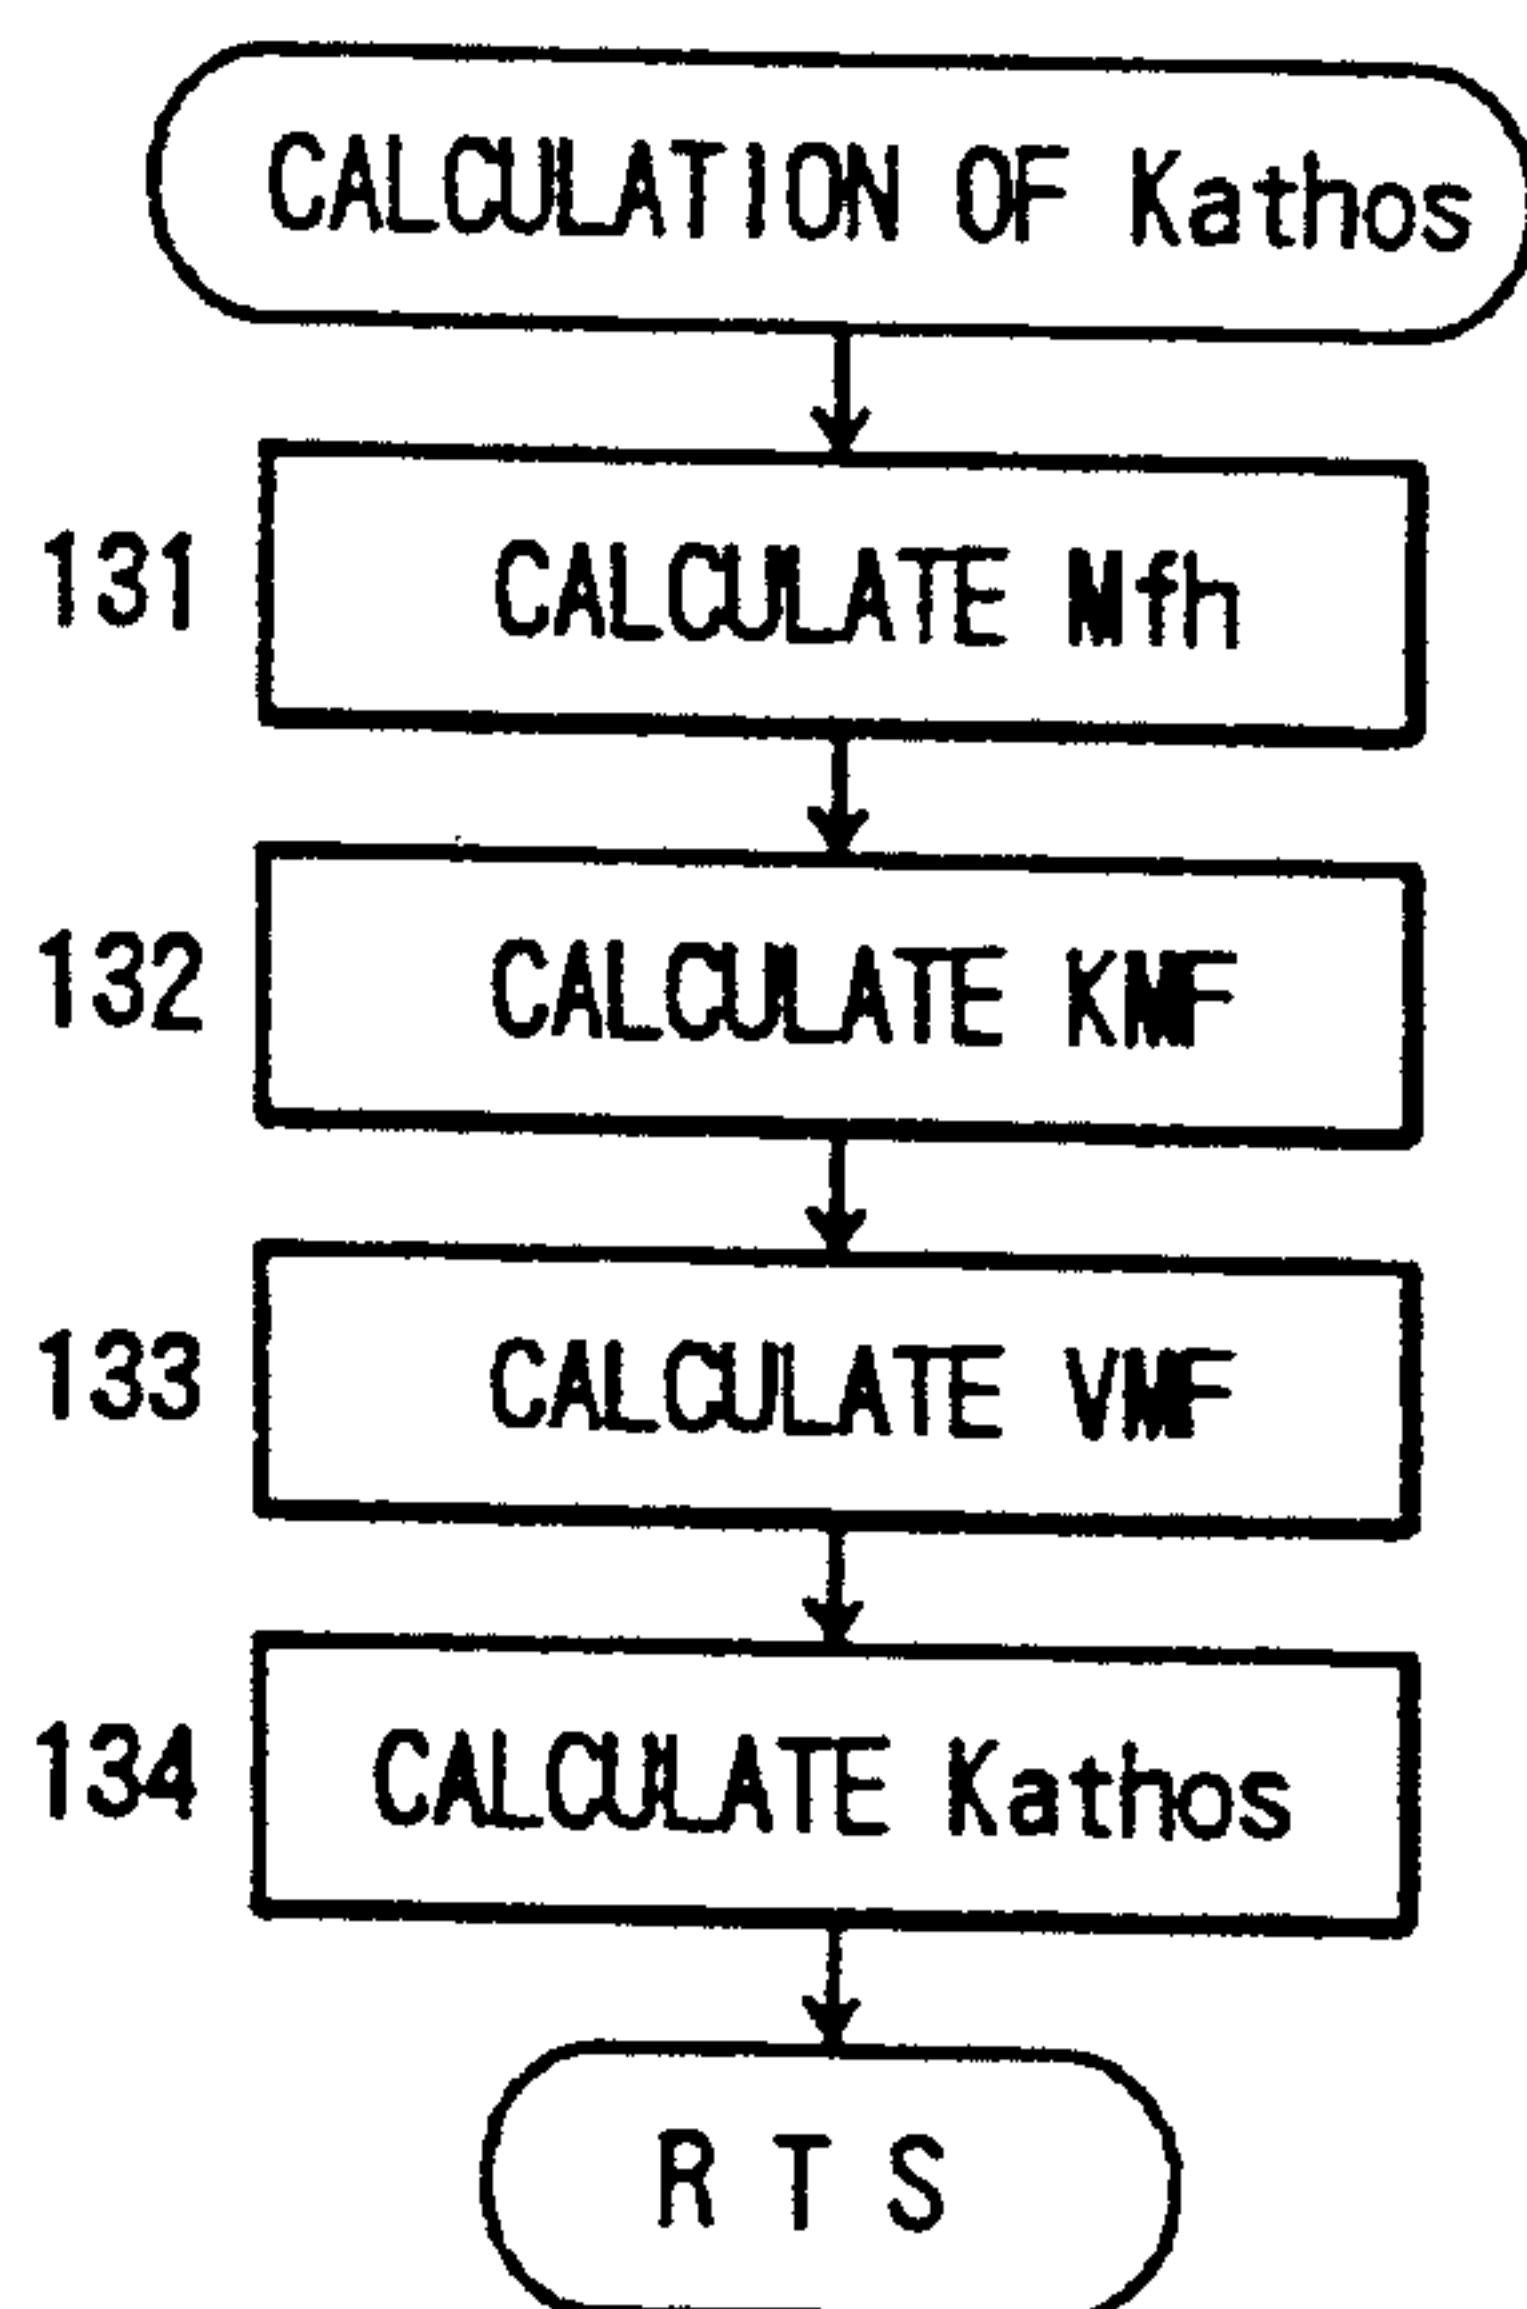 CALCULATION OF Kathos
131 CALCULATE Mfh
132 CALCULATE KMF
133 CALCULATE VMF
134 CALCULATE Kathos
RTS